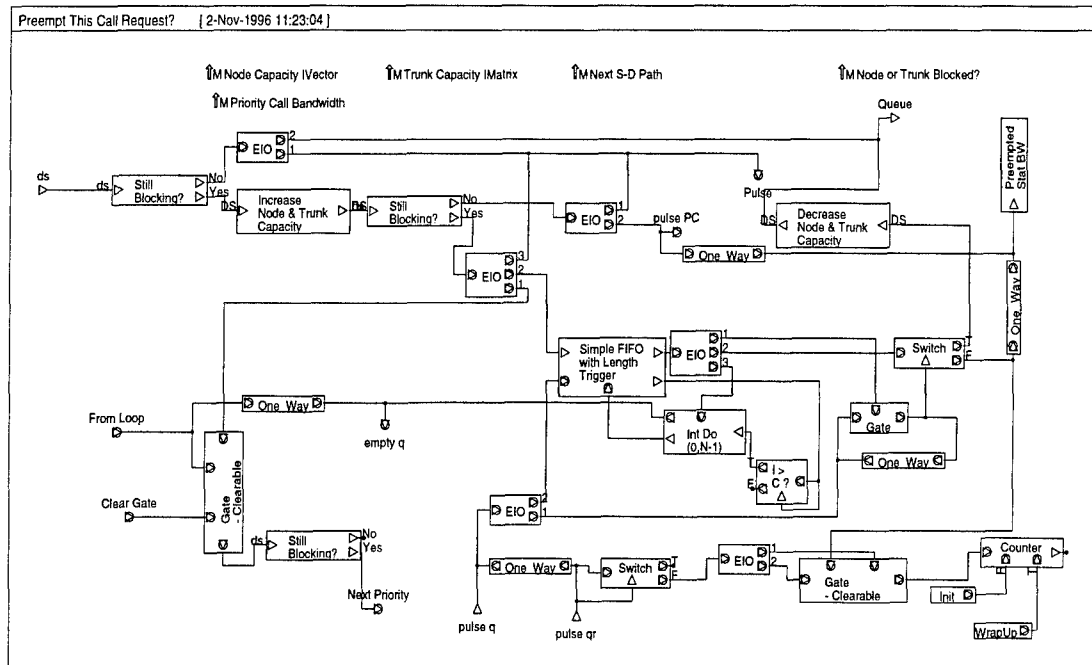 Preempt This Call Request? [ 2-Nov-1996 11:23:04 ]
⇑M Node Capacity IVector
⇑M Trunk Capacity IMatrix
⇑M Next S-D Path
⇑M Node or Trunk Blocked?
⇑M Priority Call Bandwidth
Queue
Preempted
Stat BW
EIO
2
1
ds
ds
Still
Blocking?
No
Yes
DS
Increase
Node & Trunk
Capacity
Still
Blocking?
No
Yes
EIO
1
2
pulse PC
Pulse
DS
Decrease
Node & Trunk
Capacity
DS
One Way
One Way
EIO
3
2
1
Simple FIFO
with Length
Trigger
EIO
1
2
3
Switch
T
F
From Loop
One Way
empty q
Int Do
(0,N-1)
Gate
One Way
T
F
I >
C ?
Clear Gate
Gate
- Clearable
EIO
2
1
ds
Still
Blocking?
No
Yes
Next Priority
One Way
Switch
T
F
EIO
1
2
Gate
- Clearable
Counter
Init
WrapUp
pulse q
pulse qr